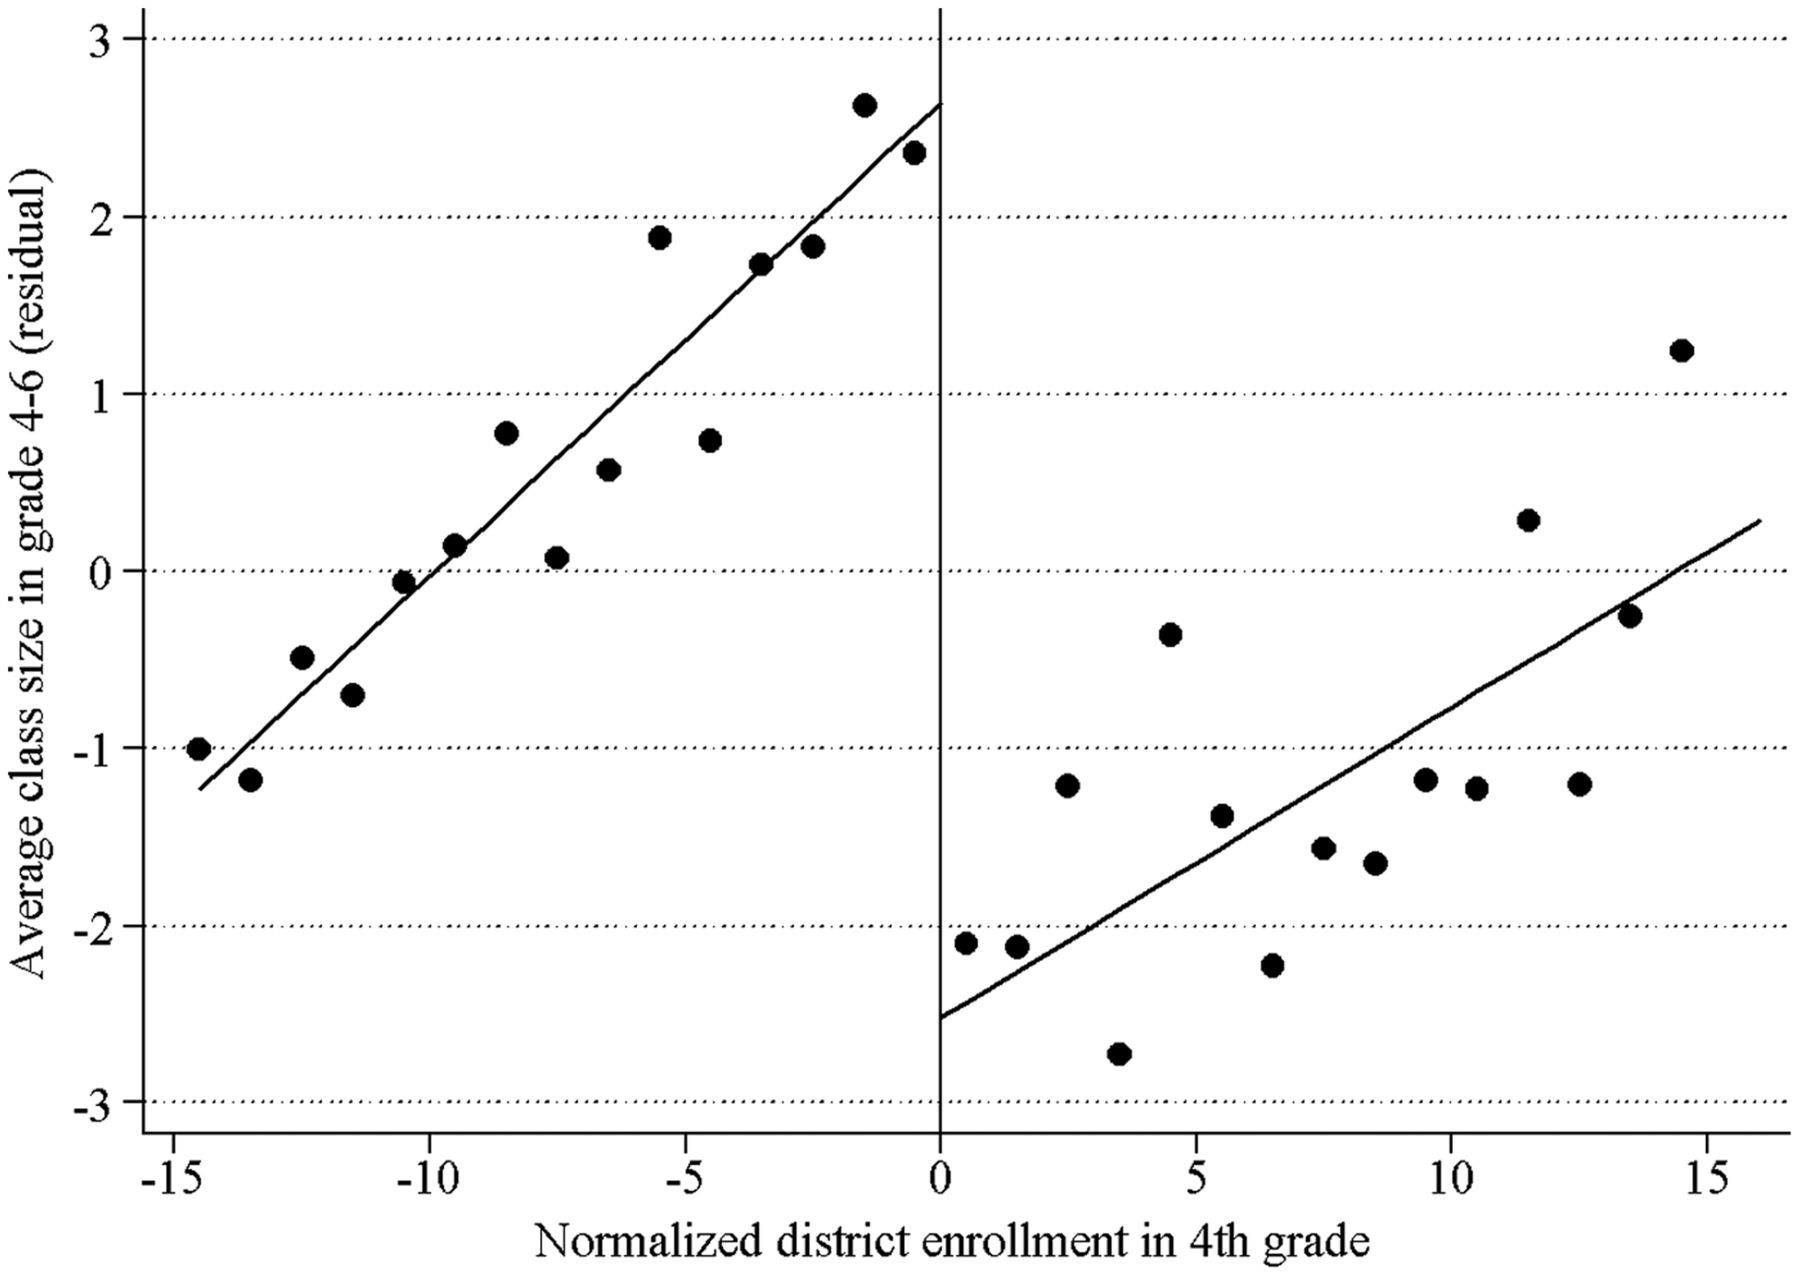 Average class size in grade 4-6 (residual)
3
2
1
0
-1
-2
-3
-15 -10 -5 0 5 10 15
Normalized district enrollment in 4th grade